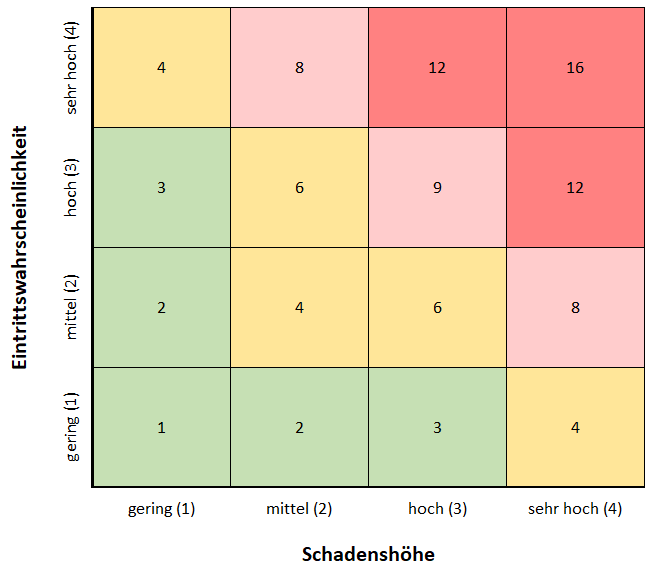 Eintrittswahrscheinlichkeit
sehr hoch (4)
4 8 12 16
hoch (3)
3 6 9 12
mittel (2)
2 4 6 8
gering (1)
1 2 3 4
gering (1) mittel (2) hoch (3) sehr hoch (4)
Schadenshöhe